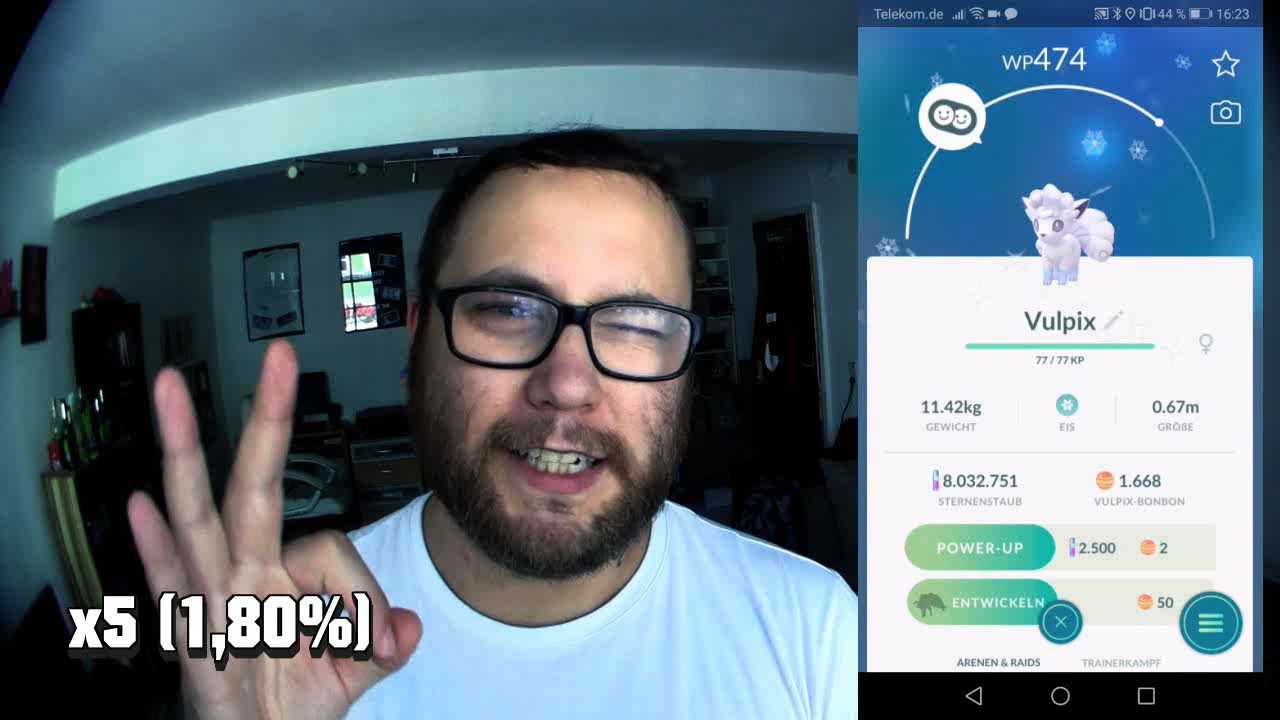 Telekom.de
44 %
16:23
WP474
Vulpix
77 / 77 KP
11.42kg
GEWICHT
EIS
0.67m
GRÖSSE
8.032.751
STERNENSTAUB
1.668
VULPIX-BONBON
POWER-UP
2.500
2
ENTWICKELN
50
ARENEN & RAIDS
TRAINERKAMPF
x5 (1,80%)